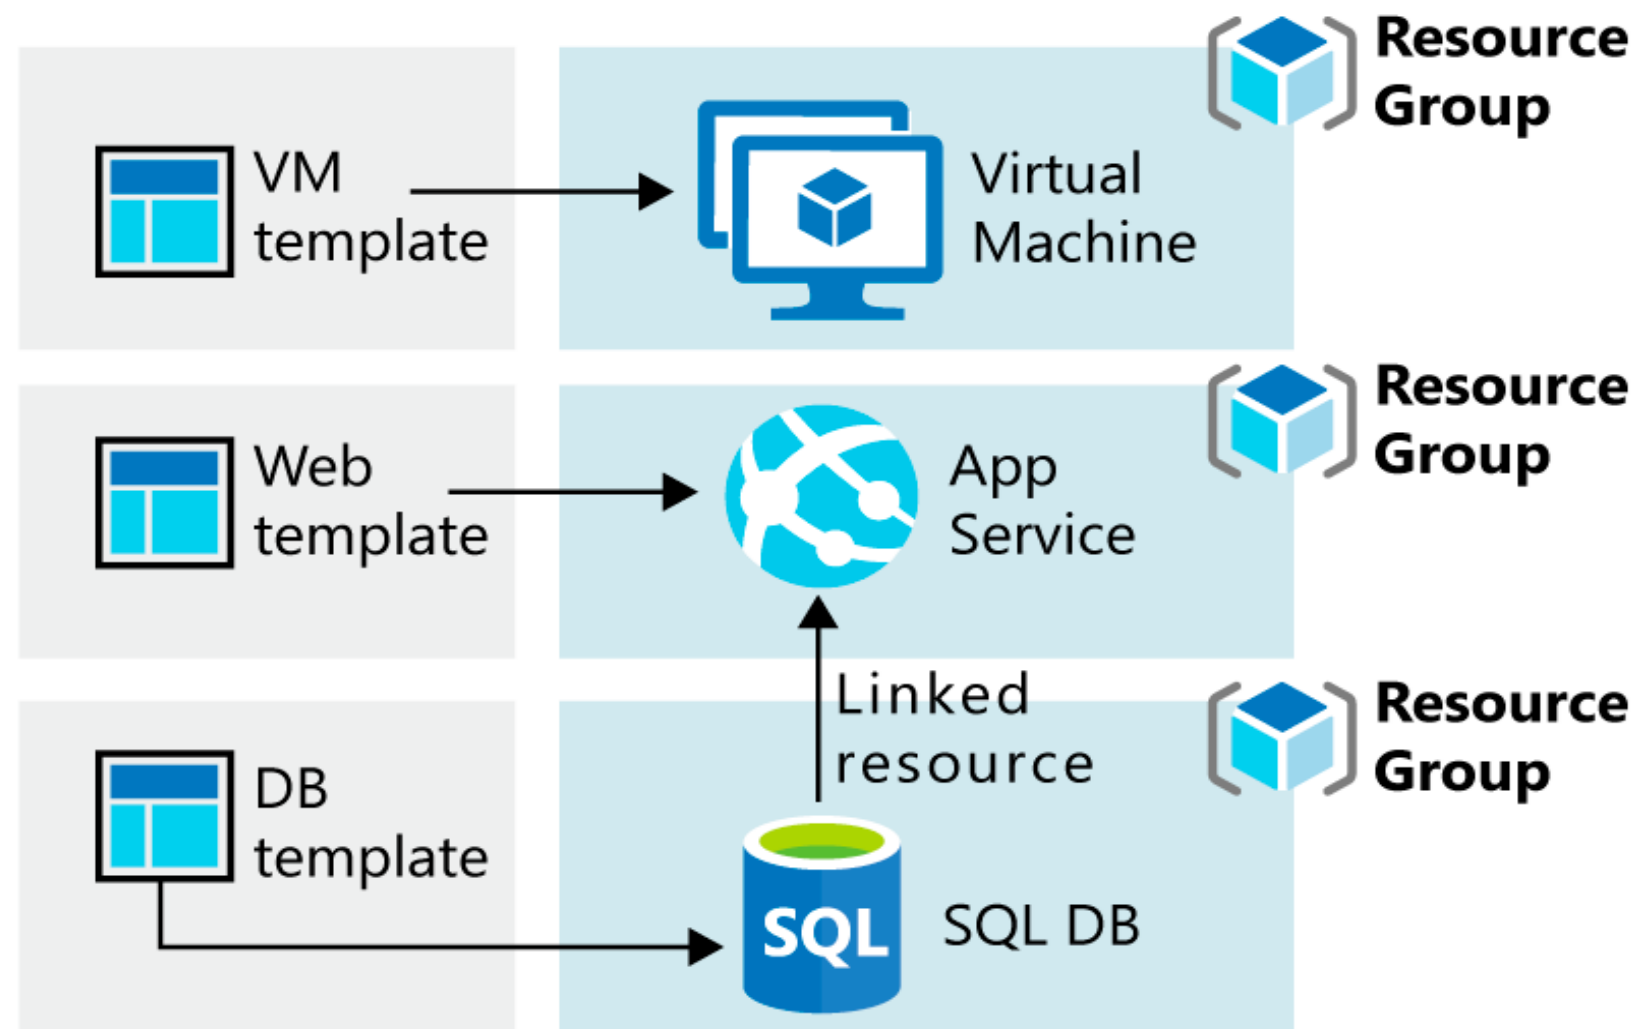 Resource
Group
VM
template
Virtual
Machine
Resource
Group
Web
template
App
Service
Linked
resource
Resource
Group
DB
template
SQL
SQL DB